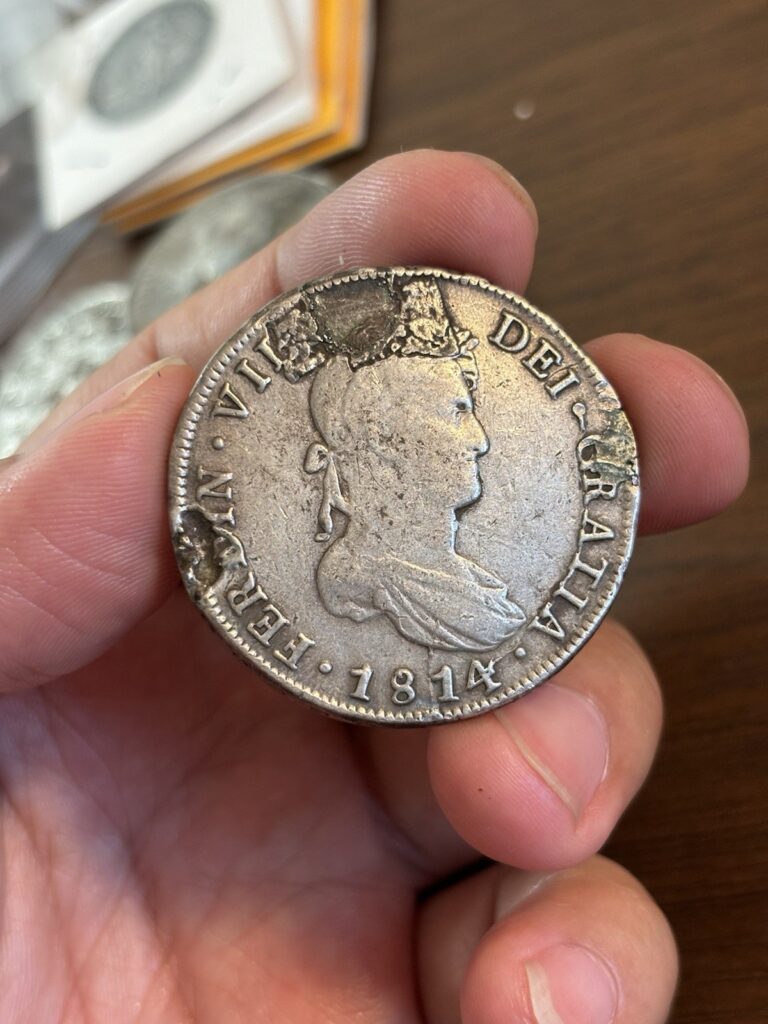 FERDIN · VII
DEI · GRATIA
· 1814 ·